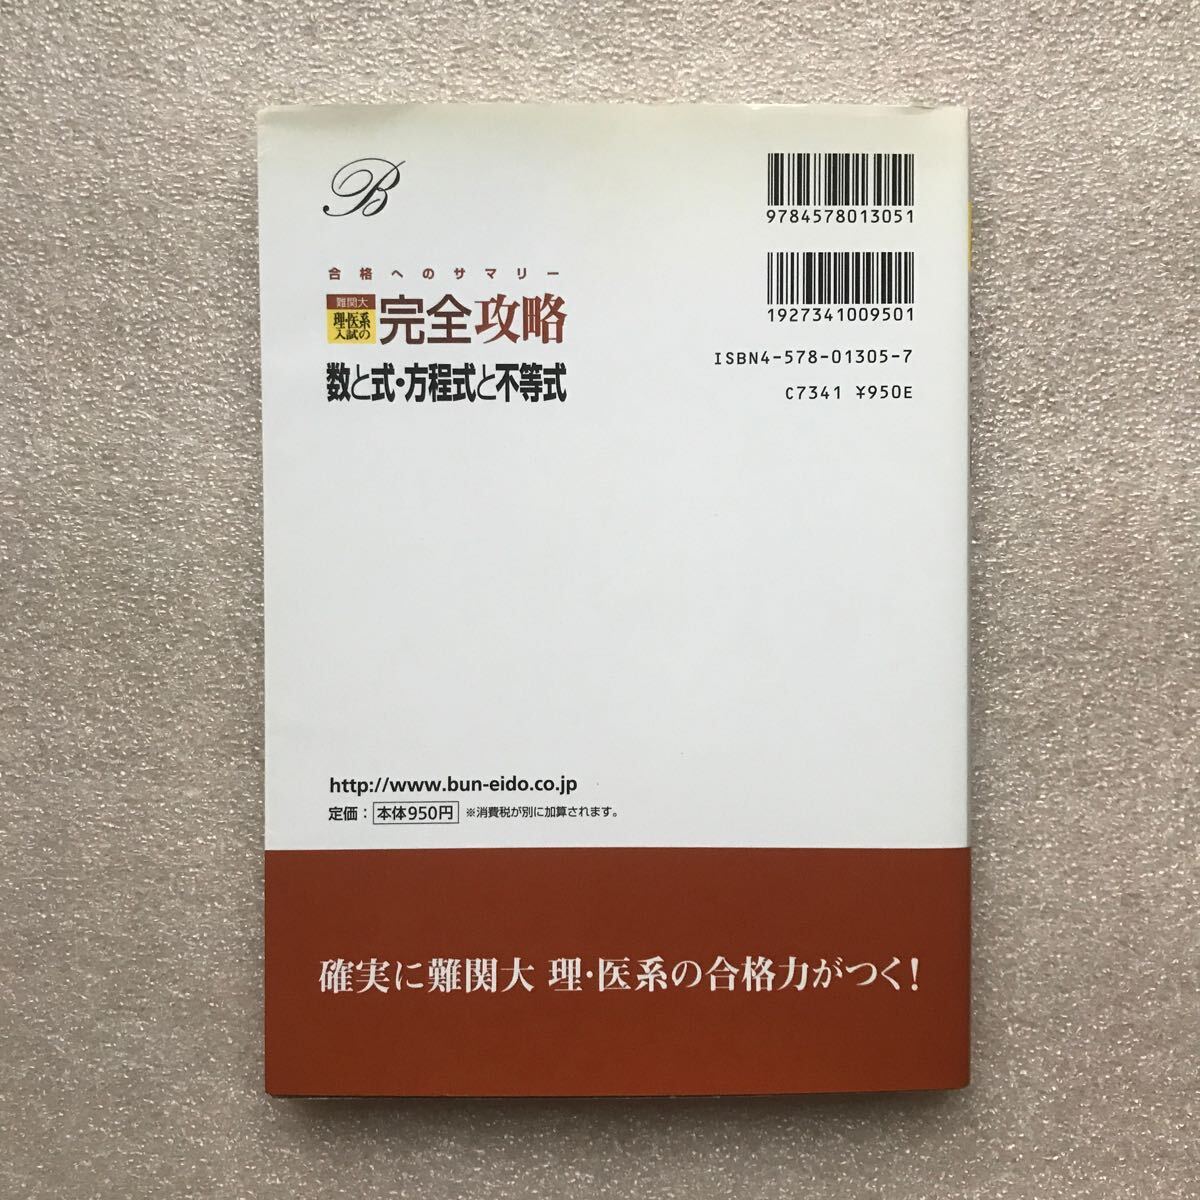 B
9784578013051
合格へのサマリー
難関大
理・医系
入試の
完全攻略
1927341009501
数と式・方程式と不等式
ISBN4-578-01305-7
C7341 ¥950E
http://www.bun-eido.co.jp
定価：本体950円 ※消費税が別に加算されます。
確実に難関大 理・医系の合格力がつく！